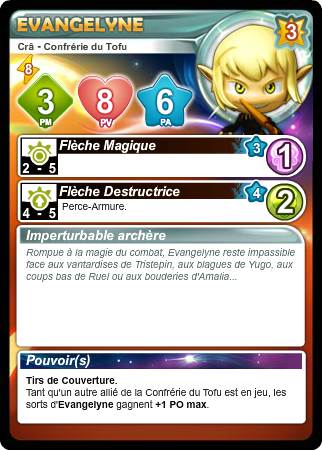 EVANGELYNE
3
Crâ - Confrérie du Tofu
8
3
PM
8
PV
6
PA
Flèche Magique
3
1
2 - 5
Flèche Destructrice
4
2
Perce-Armure.
4 - 5
Imperturbable archère
Rompue à la magie du combat, Evangelyne reste impassible
face aux vantardises de Tristepin, aux blagues de Yugo, aux
coups bas de Ruel ou aux bouderies d'Amalia...
Pouvoir(s)
Tirs de Couverture.
Tant qu'un autre allié de la Confrérie du Tofu est en jeu, les
sorts d'Evangelyne gagnent +1 PO max.